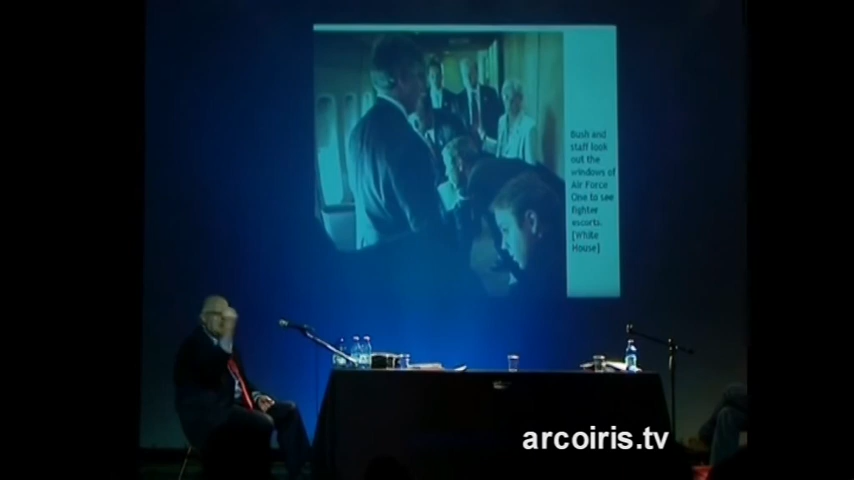 Bush and
staff look
out the
windows of
Air Force
One to see
fighter
escorts.
[White
House]
arcoiris.tv